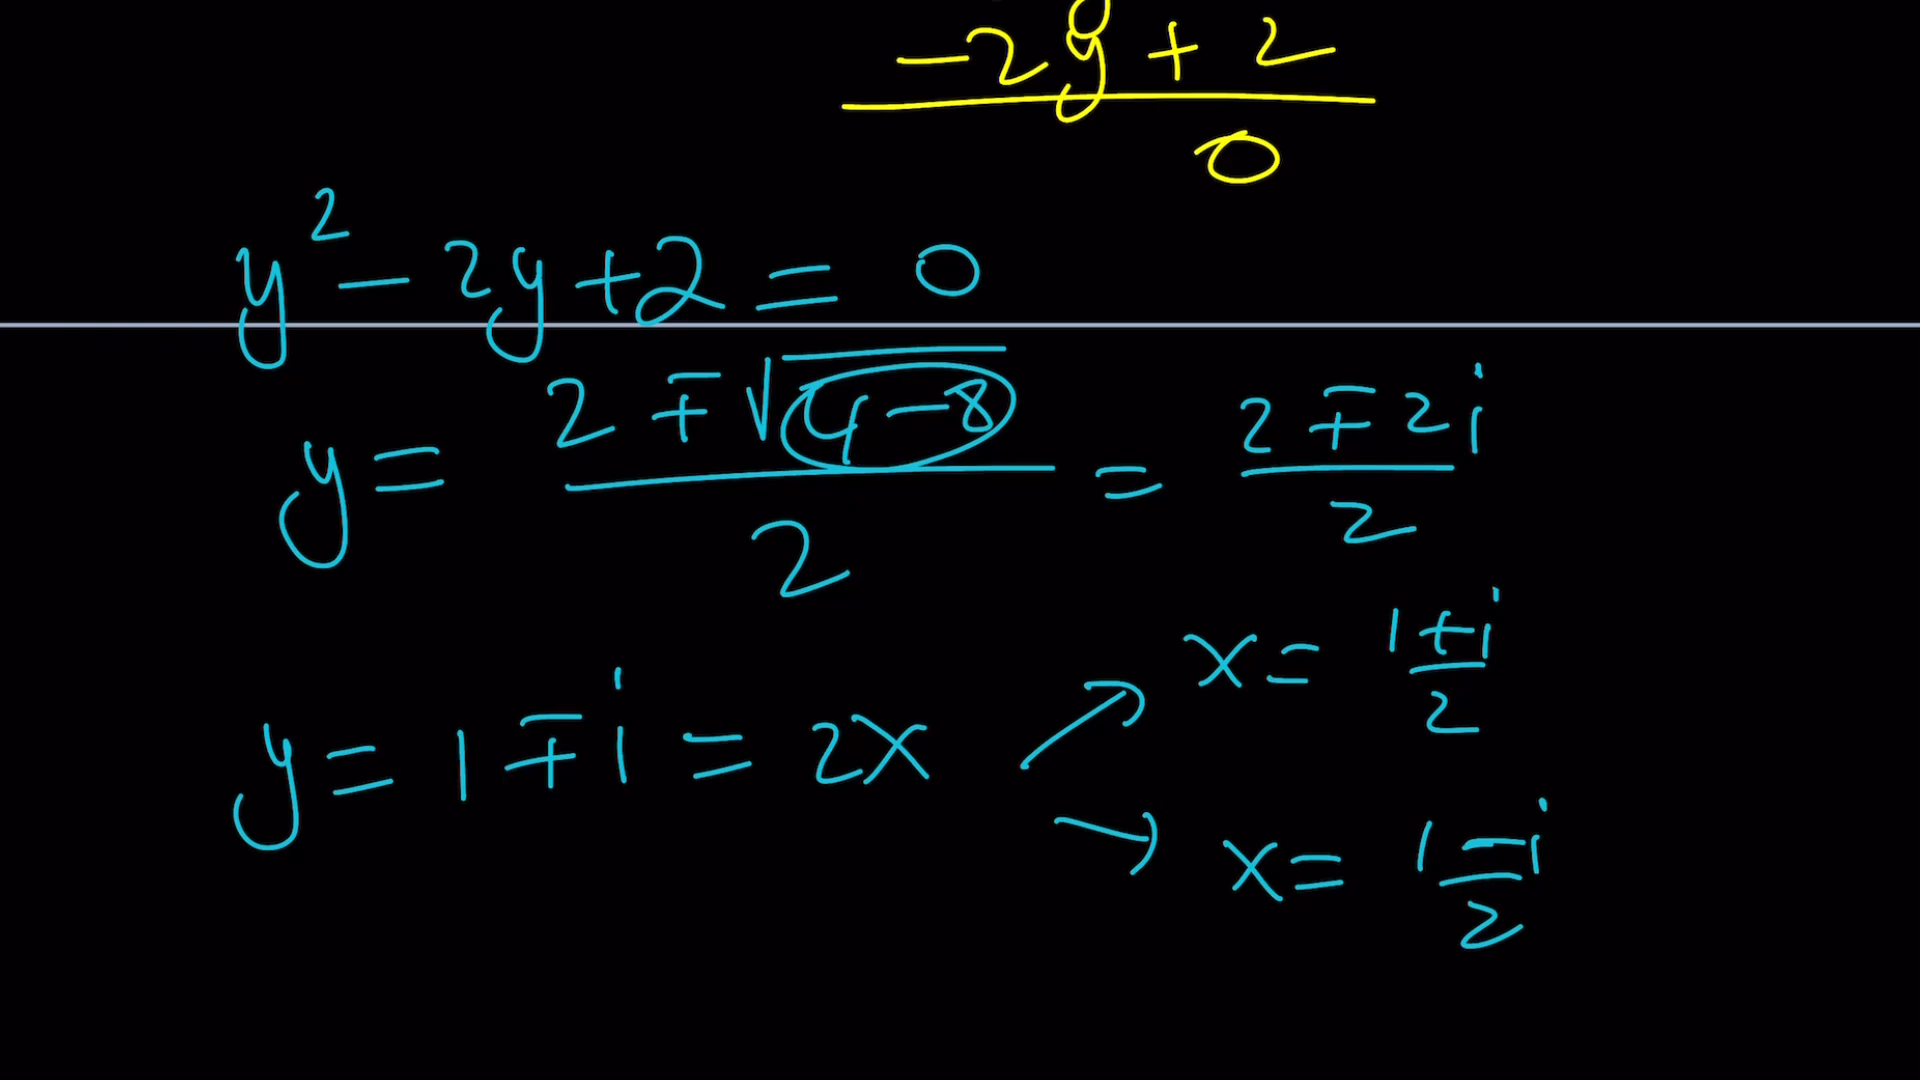 -2y + 2
0
y² - 2y + 2 = 0
y = (2 ∓ √(4 - 8))/2 = (2 ∓ 2i)/2
x = (1 + i)/2
y = 1 ∓ i = 2x
x = (1 - i)/2